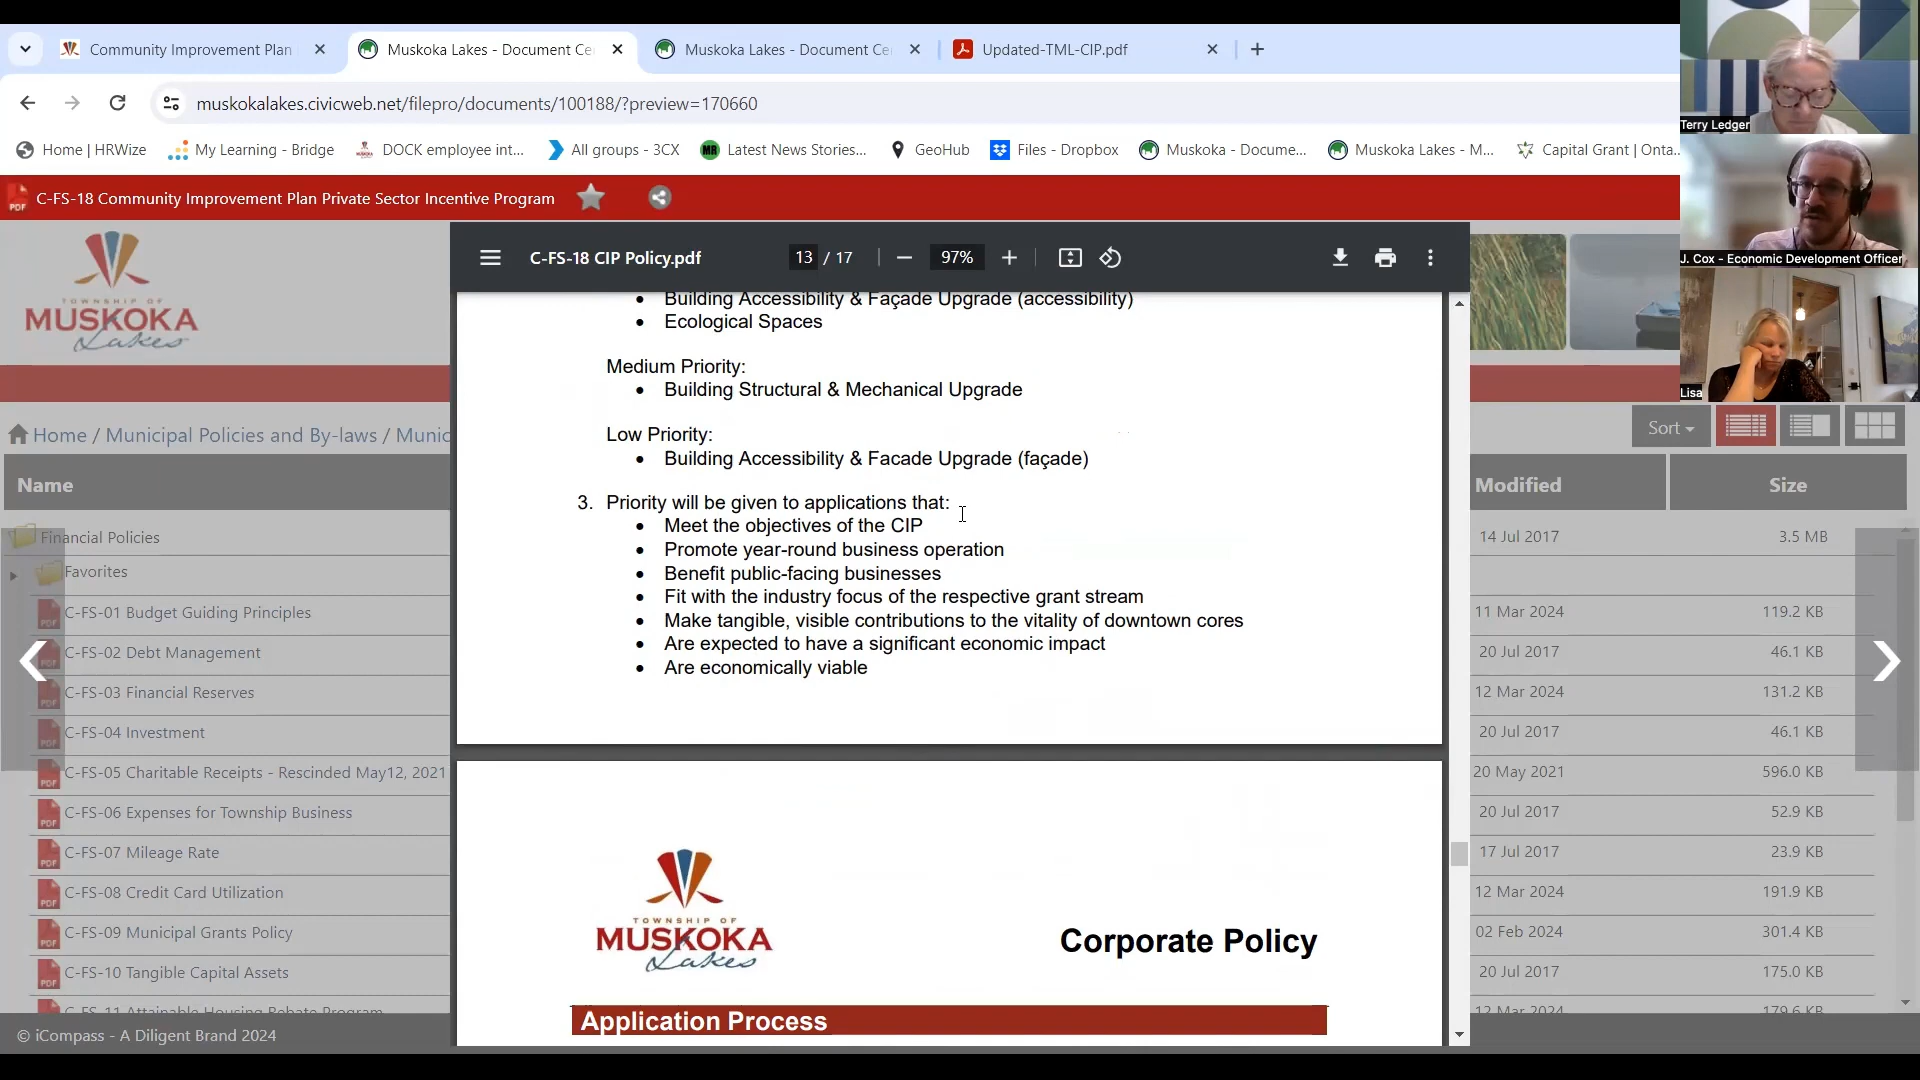 Community Improvement Plan
Muskoka Lakes - Document Ce
Muskoka Lakes - Document Ce
Updated-TML-CIP.pdf
muskokalakes.civicweb.net/filepro/documents/100188/?preview=170660
Home | HRWize
My Learning - Bridge
DOCK employee int...
All groups - 3CX
Latest News Stories...
GeoHub
Files - Dropbox
Muskoka - Docume...
Muskoka Lakes - M...
Capital Grant | Onta...
Terry Ledger
J. Cox - Economic Development Officer
Lisa
PDF
C-FS-18 Community Improvement Plan Private Sector Incentive Program
TOWNSHIP OF
MUSKOKA
Lakes
C-FS-18 CIP Policy.pdf
13 / 17
97%
Building Accessibility & Façade Upgrade (accessibility)
• Ecological Spaces
Medium Priority:
• Building Structural & Mechanical Upgrade
Low Priority:
• Building Accessibility & Facade Upgrade (façade)
3. Priority will be given to applications that:
• Meet the objectives of the CIP
• Promote year-round business operation
• Benefit public-facing businesses
• Fit with the industry focus of the respective grant stream
• Make tangible, visible contributions to the vitality of downtown cores
• Are expected to have a significant economic impact
• Are economically viable
TOWNSHIP OF
MUSKOKA
Lakes
Corporate Policy
Application Process
Home / Municipal Policies and By-laws / Munic
Sort
Name
Modified
Size
Financial Policies
14 Jul 2017 3.5 MB
Favorites
C-FS-01 Budget Guiding Principles
11 Mar 2024 119.2 KB
C-FS-02 Debt Management
20 Jul 2017 46.1 KB
C-FS-03 Financial Reserves
12 Mar 2024 131.2 KB
C-FS-04 Investment
20 Jul 2017 46.1 KB
C-FS-05 Charitable Receipts - Rescinded May12, 2021
20 May 2021 596.0 KB
C-FS-06 Expenses for Township Business
20 Jul 2017 52.9 KB
C-FS-07 Mileage Rate
17 Jul 2017 23.9 KB
C-FS-08 Credit Card Utilization
12 Mar 2024 191.9 KB
C-FS-09 Municipal Grants Policy
02 Feb 2024 301.4 KB
C-FS-10 Tangible Capital Assets
20 Jul 2017 175.0 KB
C-FS-11 Attainable Housing Rebate Program
12 Mar 2024 179.6 KB
© iCompass - A Diligent Brand 2024